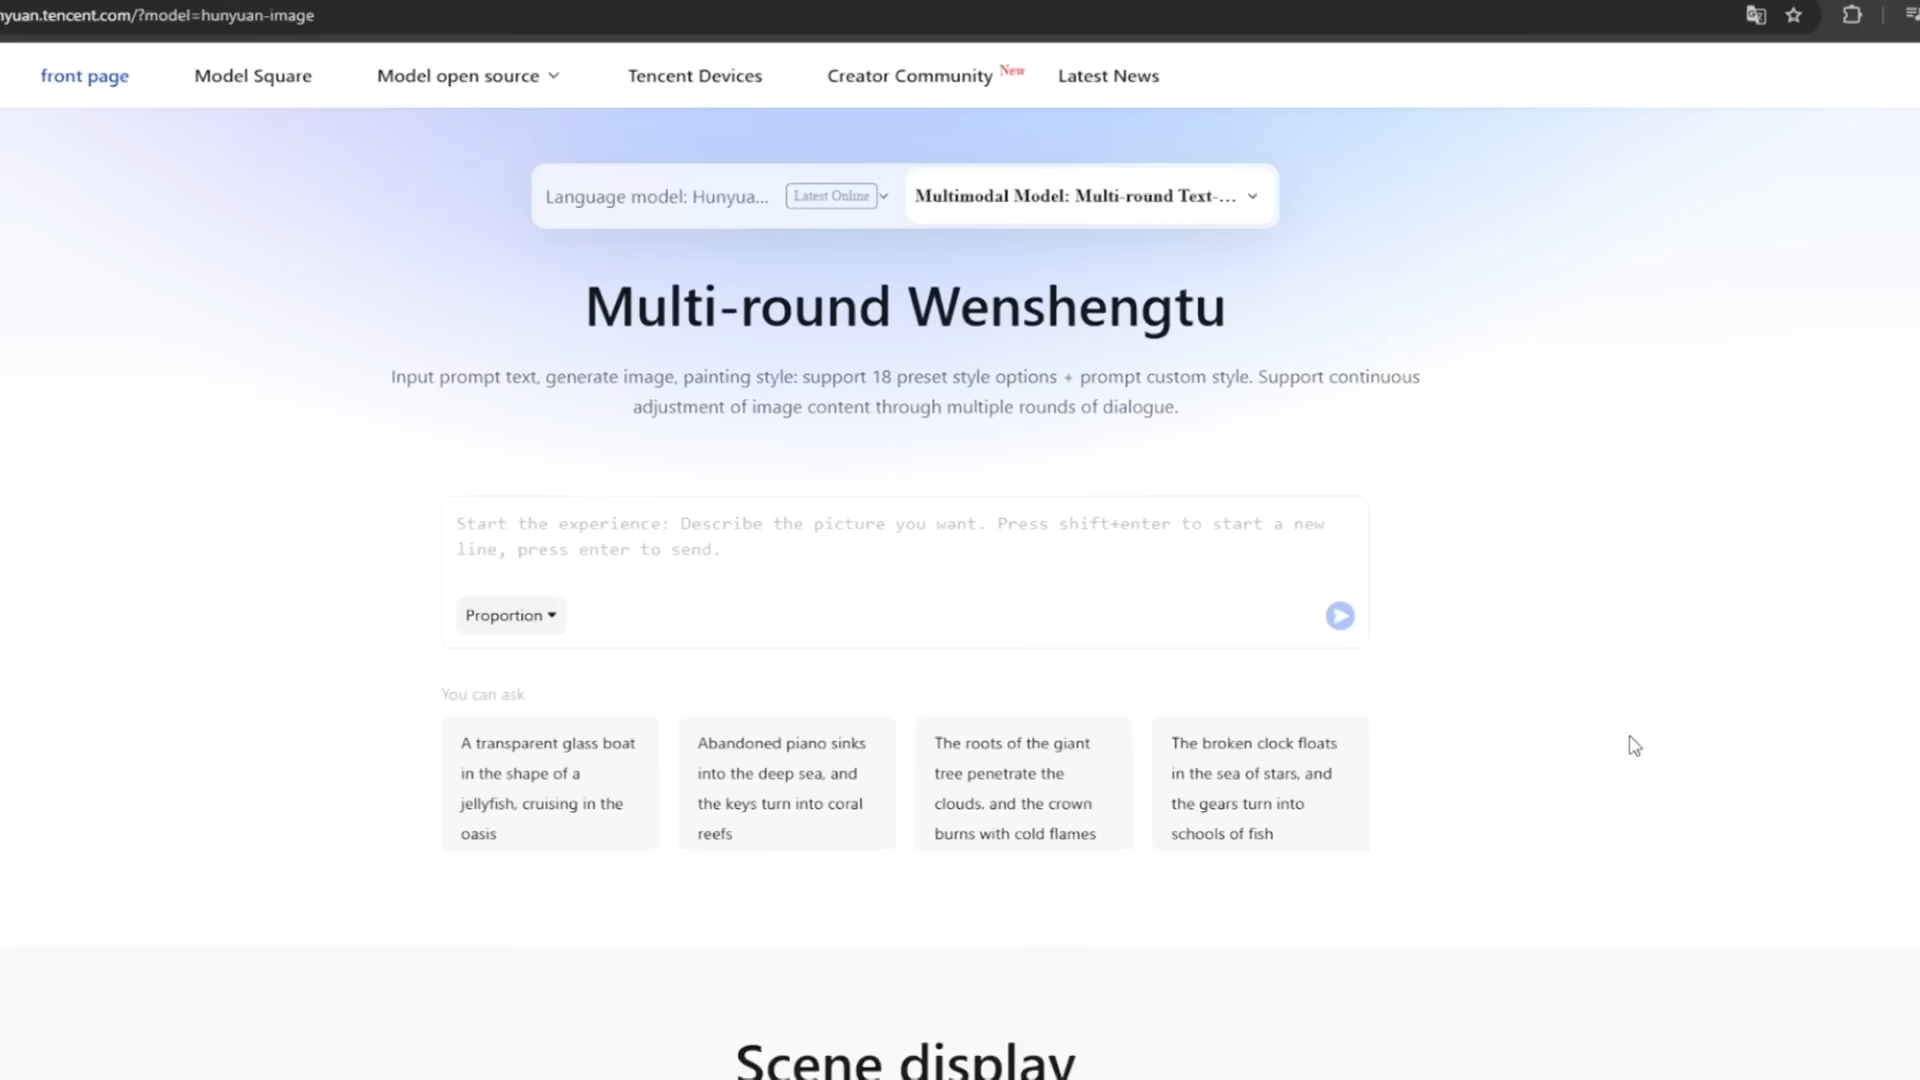 nyuan.tencent.com/?model=hunyuan-image
front page Model Square Model open source Tencent Devices Creator Community New Latest News
Language model: Hunyua... Latest Online Multimodal Model: Multi-round Text-...
Multi-round Wenshengtu
Input prompt text, generate image, painting style: support 18 preset style options + prompt custom style. Support continuous
adjustment of image content through multiple rounds of dialogue.
Start the experience: Describe the picture you want. Press shift+enter to start a new
line, press enter to send.
Proportion
You can ask
A transparent glass boat
in the shape of a
jellyfish, cruising in the
oasis
Abandoned piano sinks
into the deep sea, and
the keys turn into coral
reefs
The roots of the giant
tree penetrate the
clouds, and the crown
burns with cold flames
The broken clock floats
in the sea of stars, and
the gears turn into
schools of fish
Scene display